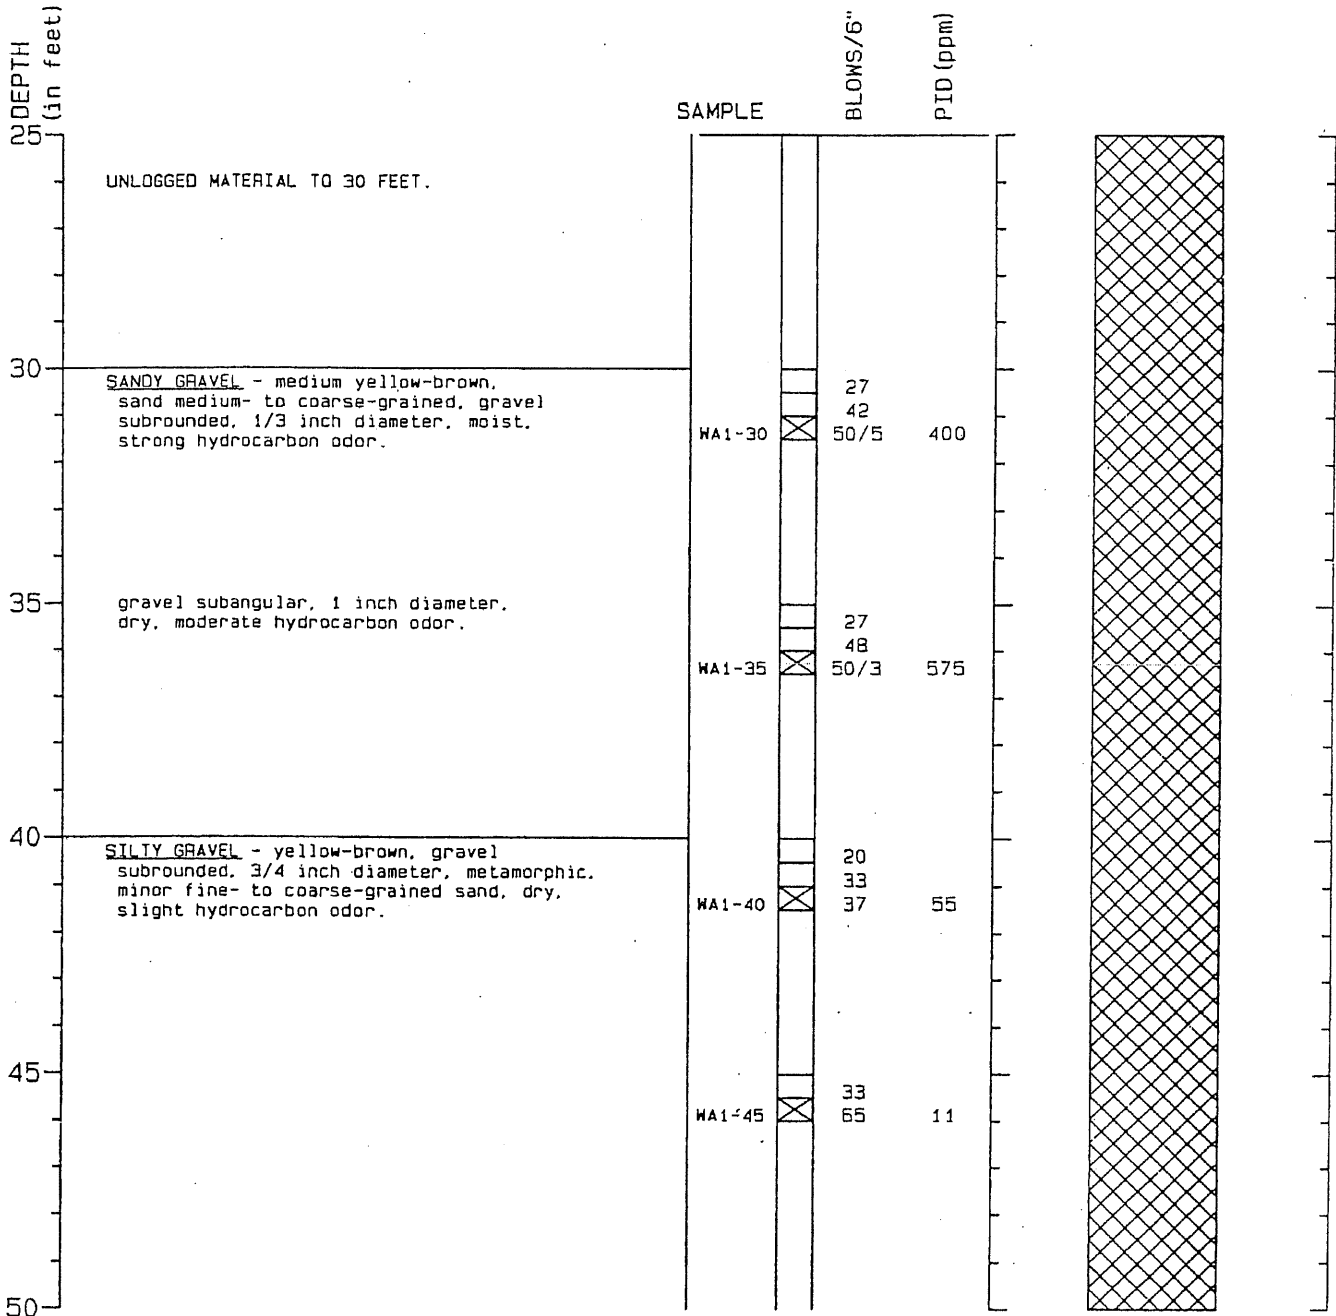 DEPTH
(in feet)
SAMPLE
BLOWS/6"
PID(ppm)
25
UNLOGGED MATERIAL TO 30 FEET.
30
SANDY GRAVEL - medium yellow-brown,
sand medium- to coarse-grained, gravel
subrounded, 1/3 inch diameter, moist,
strong hydrocarbon odor.
27
42
WA1-30 50/5 400
35
gravel subangular, 1 inch diameter,
dry, moderate hydrocarbon odor.
27
48
WA1-35 50/3 575
40
SILTY GRAVEL - yellow-brown, gravel
subrounded, 3/4 inch diameter, metamorphic,
minor fine- to coarse-grained sand, dry,
slight hydrocarbon odor.
20
33
WA1-40 37 55
45
33
WA1-45 65 11
50